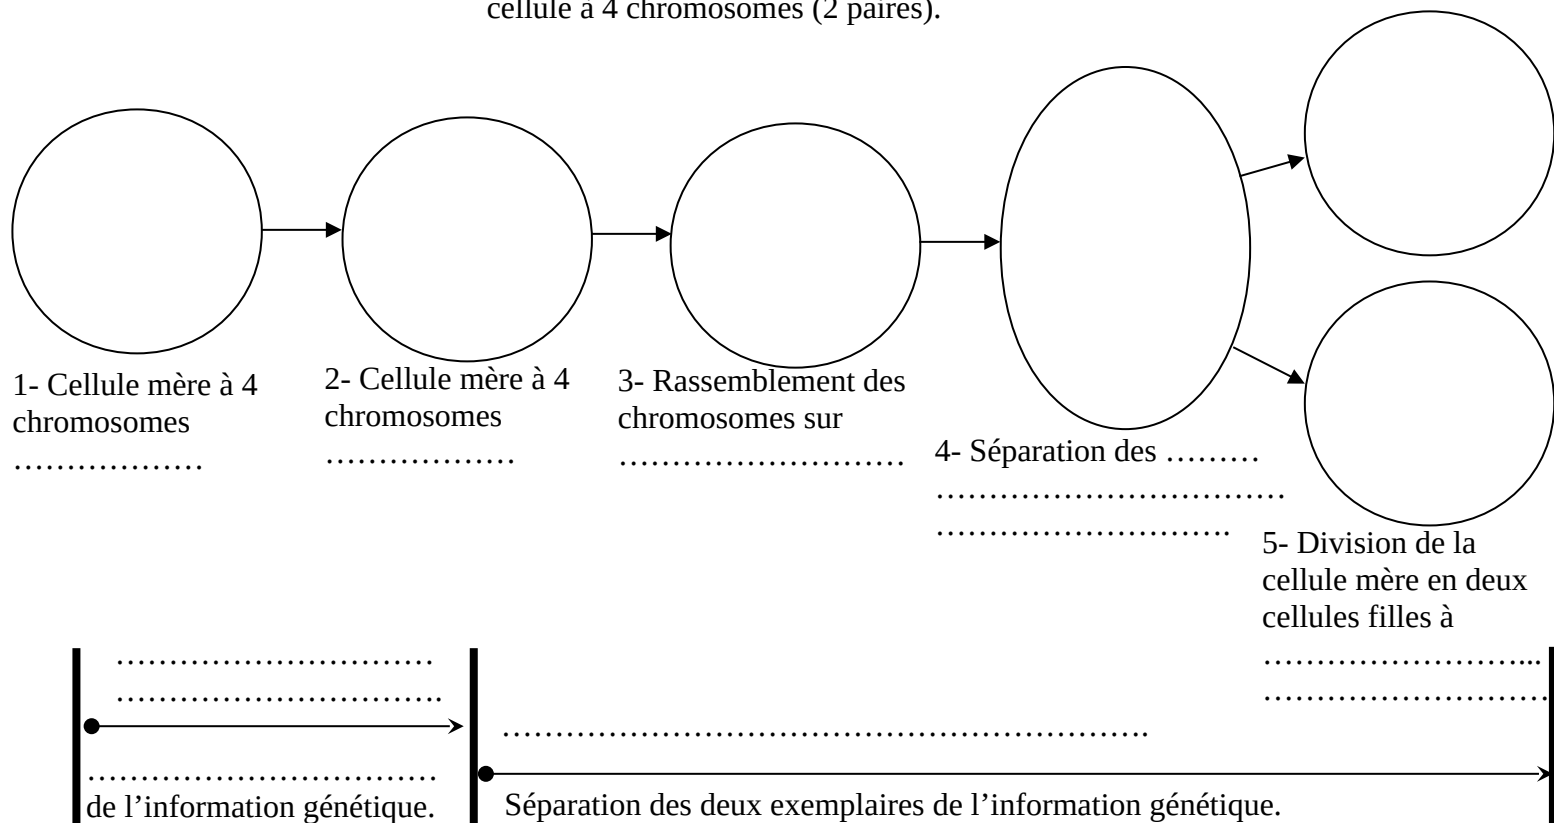 cellule à 4 chromosomes (2 paires).
1- Cellule mère à 4
chromosomes
………………
2- Cellule mère à 4
chromosomes
………………
3- Rassemblement des
chromosomes sur
………………………
4- Séparation des ………
……………………………
……………………….
5- Division de la
cellule mère en deux
cellules filles à
……………………...
………………………
…………………………
………………………….
……………………………
de l’information génétique.
…………………………………………………….
Séparation des deux exemplaires de l’information génétique.